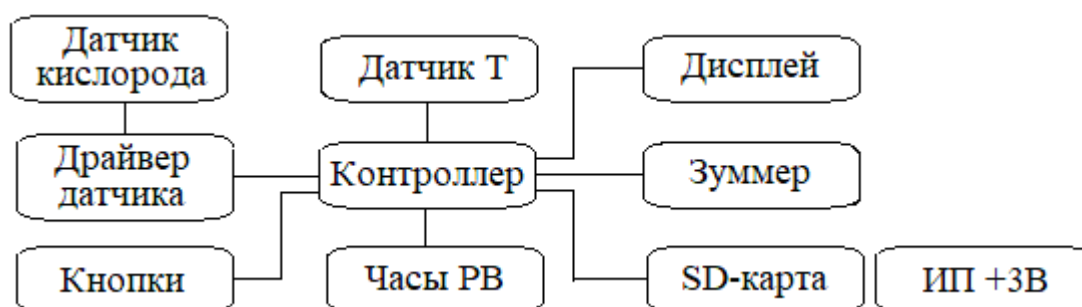 Датчик
кислорода
Датчик Т
Дисплей
Драйвер
датчика
Контроллер
Зуммер
Кнопки
Часы РВ
SD-карта
ИП +3В